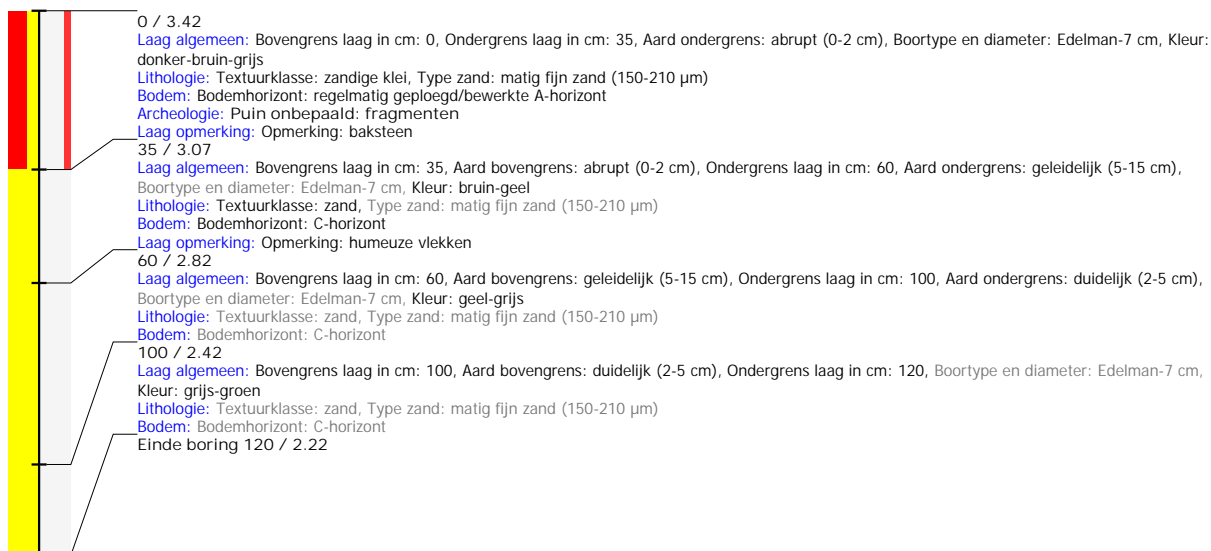 0 / 3.42
Laag algemeen: Bovengrens laag in cm: 0, Ondergrens laag in cm: 35, Aard ondergrens: abrupt (0-2 cm), Boortype en diameter: Edelman-7 cm, Kleur:
donker-bruin-grijs
Lithologie: Textuurklasse: zandige klei, Type zand: matig fijn zand (150-210 µm)
Bodem: Bodemhorizont: regelmatig geploegd/bewerkte A-horizont
Archeologie: Puin onbepaald: fragmenten
Laag opmerking: Opmerking: baksteen
35 / 3.07
Laag algemeen: Bovengrens laag in cm: 35, Aard bovengrens: abrupt (0-2 cm), Ondergrens laag in cm: 60, Aard ondergrens: geleidelijk (5-15 cm),
Boortype en diameter: Edelman-7 cm, Kleur: bruin-geel
Lithologie: Textuurklasse: zand, Type zand: matig fijn zand (150-210 µm)
Bodem: Bodemhorizont: C-horizont
Laag opmerking: Opmerking: humeuze vlekken
60 / 2.82
Laag algemeen: Bovengrens laag in cm: 60, Aard bovengrens: geleidelijk (5-15 cm), Ondergrens laag in cm: 100, Aard ondergrens: duidelijk (2-5 cm),
Boortype en diameter: Edelman-7 cm, Kleur: geel-grijs
Lithologie: Textuurklasse: zand, Type zand: matig fijn zand (150-210 µm)
Bodem: Bodemhorizont: C-horizont
100 / 2.42
Laag algemeen: Bovengrens laag in cm: 100, Aard bovengrens: duidelijk (2-5 cm), Ondergrens laag in cm: 120, Boortype en diameter: Edelman-7 cm,
Kleur: grijs-groen
Lithologie: Textuurklasse: zand, Type zand: matig fijn zand (150-210 µm)
Bodem: Bodemhorizont: C-horizont
Einde boring 120 / 2.22